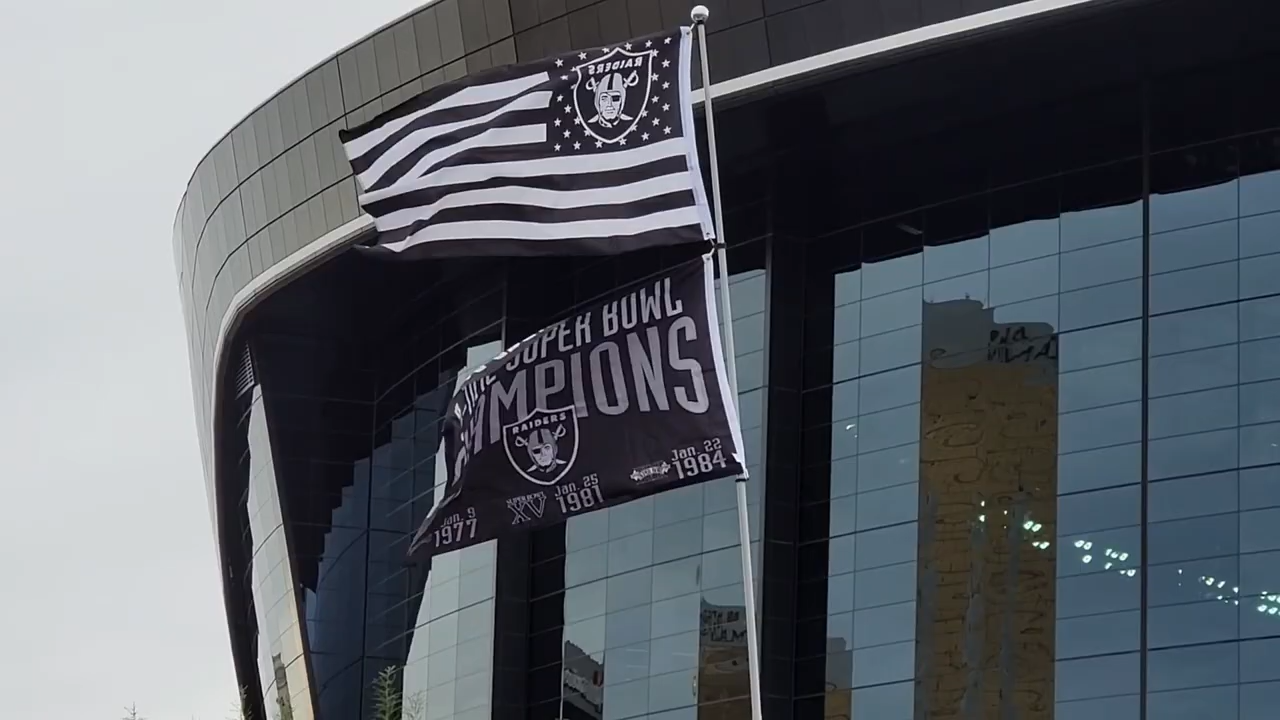 RAIDERS
SUPER BOWL
CHAMPIONS
RAIDERS
Jan. 9
1977
SUPER BOWL
XV
Jan. 25
1981
Jan. 22
1984